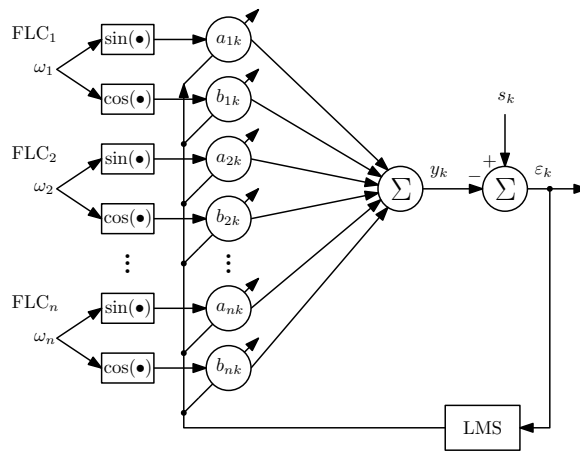 FLC₁ sin(•) a₁ₖ
ω₁
cos(•) b₁ₖ
sₖ
FLC₂ sin(•) a₂ₖ
+
∑ yₖ − ∑ εₖ
ω₂
cos(•) b₂ₖ
⋮ ⋮
FLCₙ sin(•) aₙₖ
ωₙ
cos(•) bₙₖ
LMS